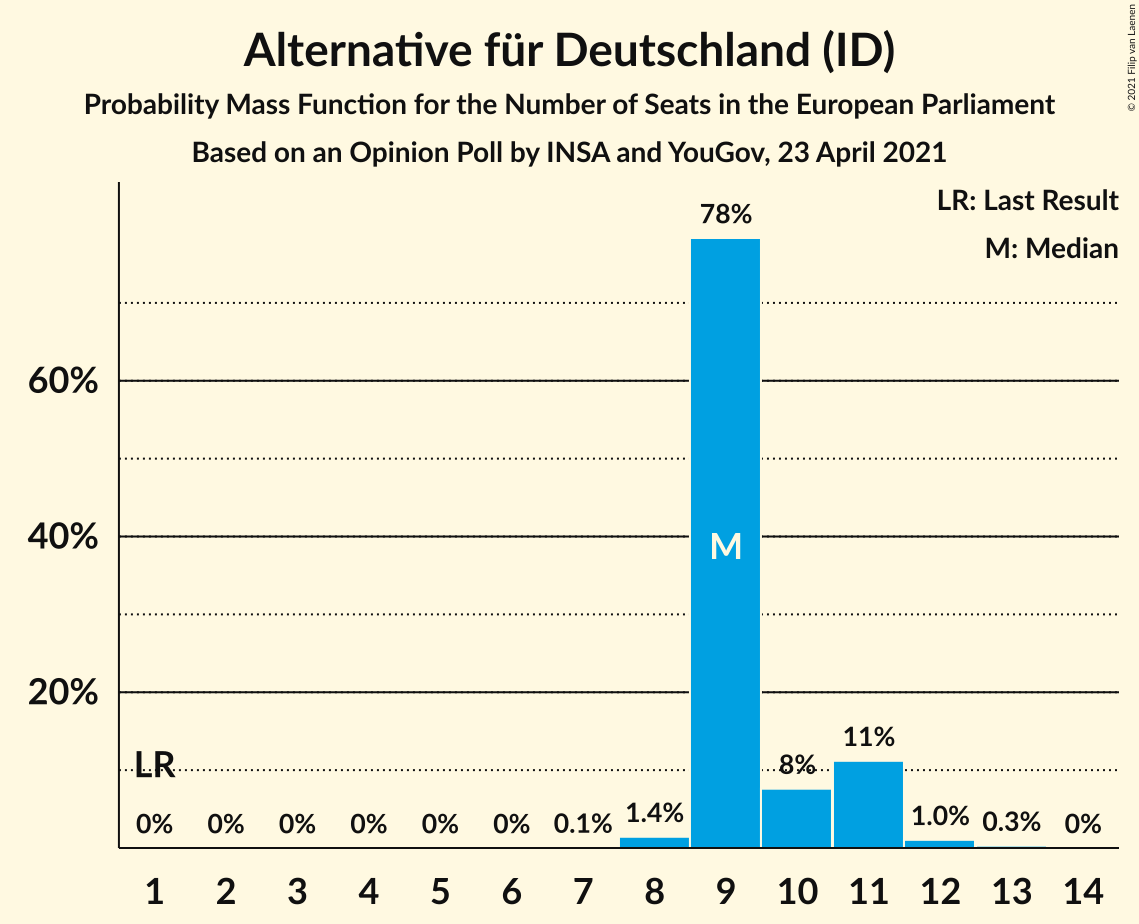 Alternative für Deutschland (ID)
Probability Mass Function for the Number of Seats in the European Parliament
Based on an Opinion Poll by INSA and YouGov, 23 April 2021
© 2021 Filip van Laenen
LR: Last Result
M: Median
78%
60%
40%
M
20%
11%
LR
8%
0% 0% 0% 0% 0% 0% 0.1% 1.4% 1.0% 0.3% 0%
1 2 3 4 5 6 7 8 9 10 11 12 13 14